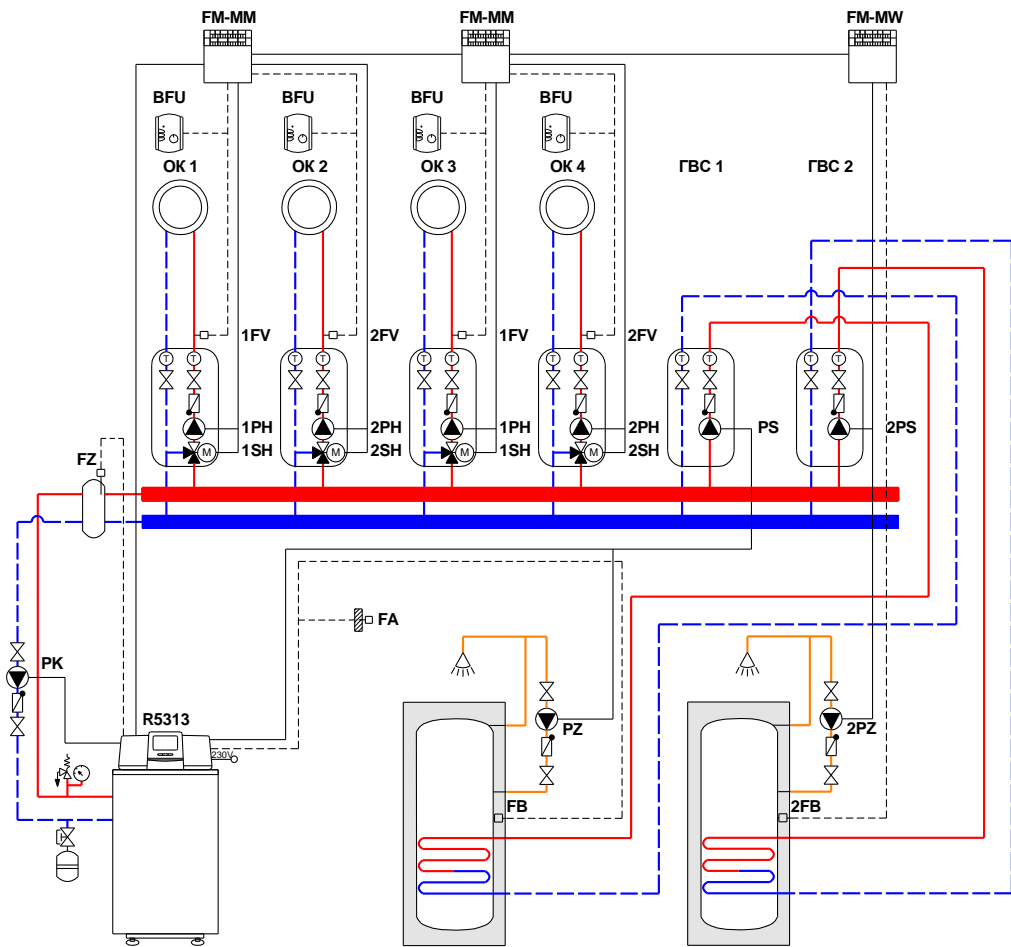 FM-MM FM-MM FM-MW
BFU BFU BFU BFU
ОК 1 ОК 2 ОК 3 ОК 4 ГВС 1 ГВС 2
1FV 2FV 1FV 2FV
T T T T T T T T T T T T
1PH 2PH 1PH 2PH PS 2PS
M 1SH M 2SH M 1SH M 2SH
FZ
FA
PK
R5313
230V
PZ 2PZ
FB 2FB